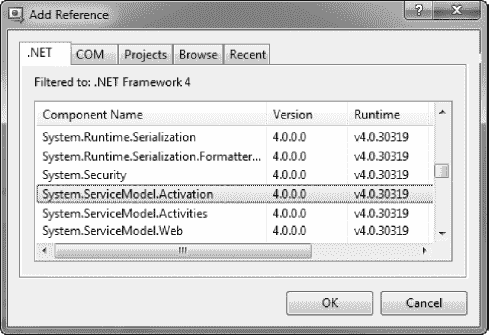 Add Reference
.NET COM Projects Browse Recent
Filtered to: .NET Framework 4
Component Name Version Runtime
System.Runtime.Serialization 4.0.0.0 v4.0.30319
System.Runtime.Serialization.Formatter... 4.0.0.0 v4.0.30319
System.Security 4.0.0.0 v4.0.30319
System.ServiceModel.Activation 4.0.0.0 v4.0.30319
System.ServiceModel.Activities 4.0.0.0 v4.0.30319
System.ServiceModel.Web 4.0.0.0 v4.0.30319
OK Cancel